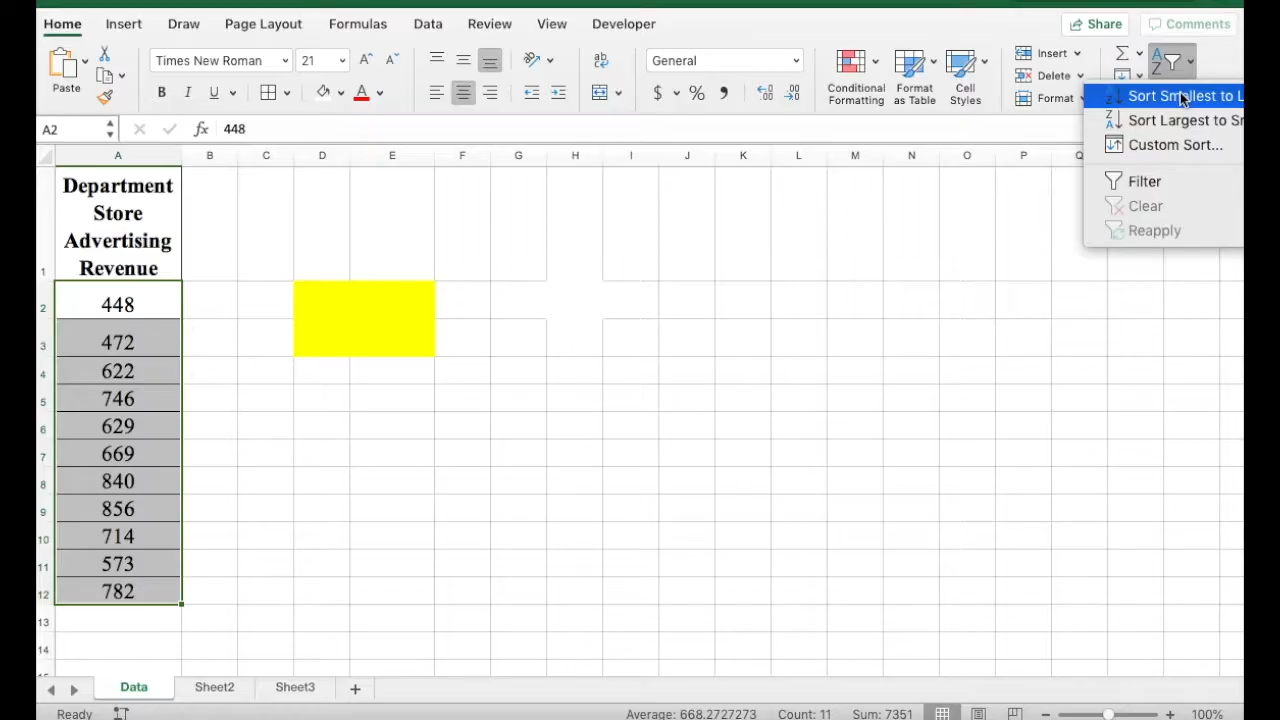 Home Insert Draw Page Layout Formulas Data Review View Developer Share Comments
Times New Roman 21 A^ Aˇ ab General Insert
Paste B I U A $ % Conditional Formatting Format as Table Cell Styles Delete
Format
Sort Smallest to L
Sort Largest to Sr
Custom Sort...
Filter
Clear
Reapply
A2 fx 448
A B C D E F G H I J K L M N O P Q
1 Department
Store
Advertising
Revenue
2 448
3 472
4 622
5 746
6 629
7 669
8 840
9 856
10 714
11 573
12 782
13
14
Data Sheet2 Sheet3 +
Ready Average: 668.2727273 Count: 11 Sum: 7351 100%